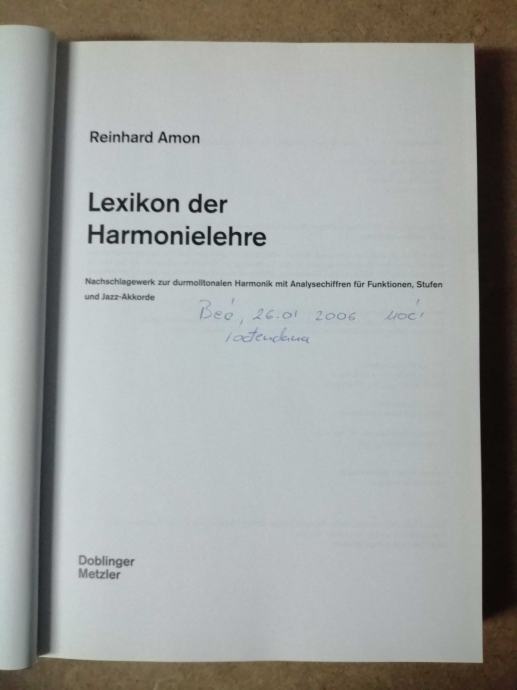 Reinhard Amon
Lexikon der
Harmonielehre
Nachschlagewerk zur durmolltonalen Harmonik mit Analysechiffren für Funktionen, Stufen
und Jazz-Akkorde
Beč, 26.01 2006
Doblinger
Metzler